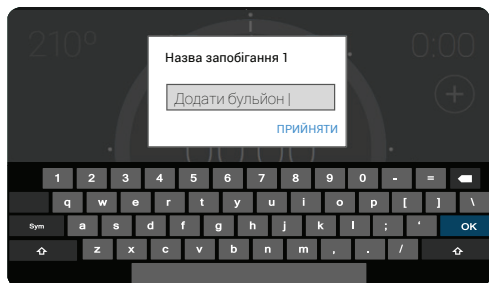 210° 0:00
Назва запобігання 1
Додати бульйон |
ПРИЙНЯТИ
1 2 3 4 5 6 7 8 9 0 - =
q w e r t y u i o p [ ] \
Sym a s d f g h j k l ; ' OK
z x c v b n m , . /